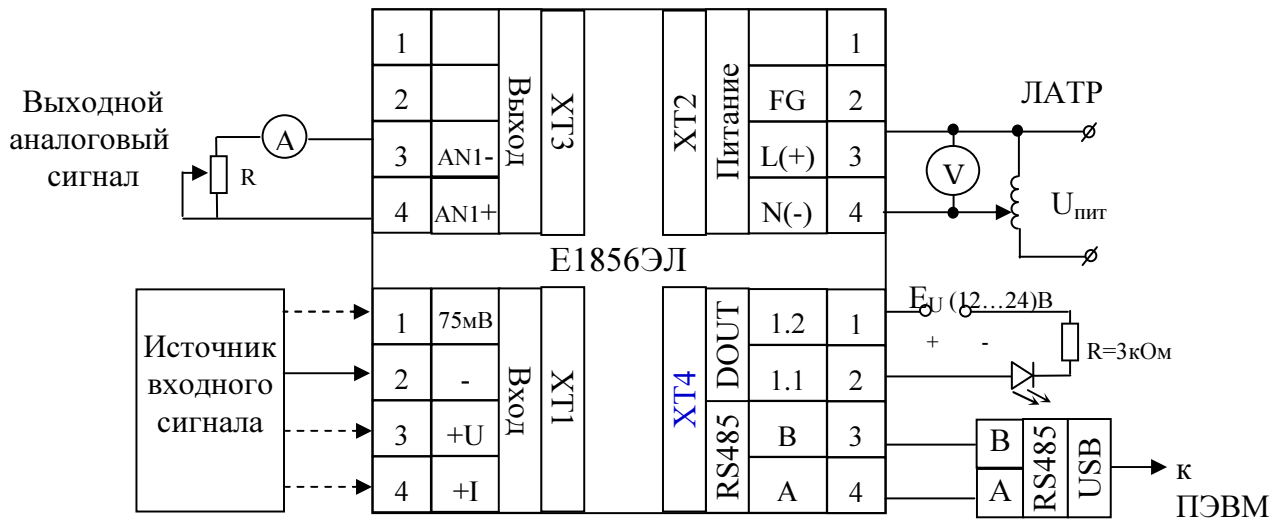 Выходной
аналоговый
сигнал
A
R
1
2
3 AN1-
4 AN1+
Выход
XT3
XT2
Питание
1
FG 2
L(+) 3
N(-) 4
ЛАТР
V
Uпит
Е1856ЭЛ
Источник
входного
сигнала
1 75мВ
2 -
3 +U
4 +I
Вход
XT1
XT4
DOUT
RS485
1.2 1
1.1 2
B 3
A 4
EU (12...24)В
+ -
R=3кОм
B
A
RS485
USB
к
ПЭВМ